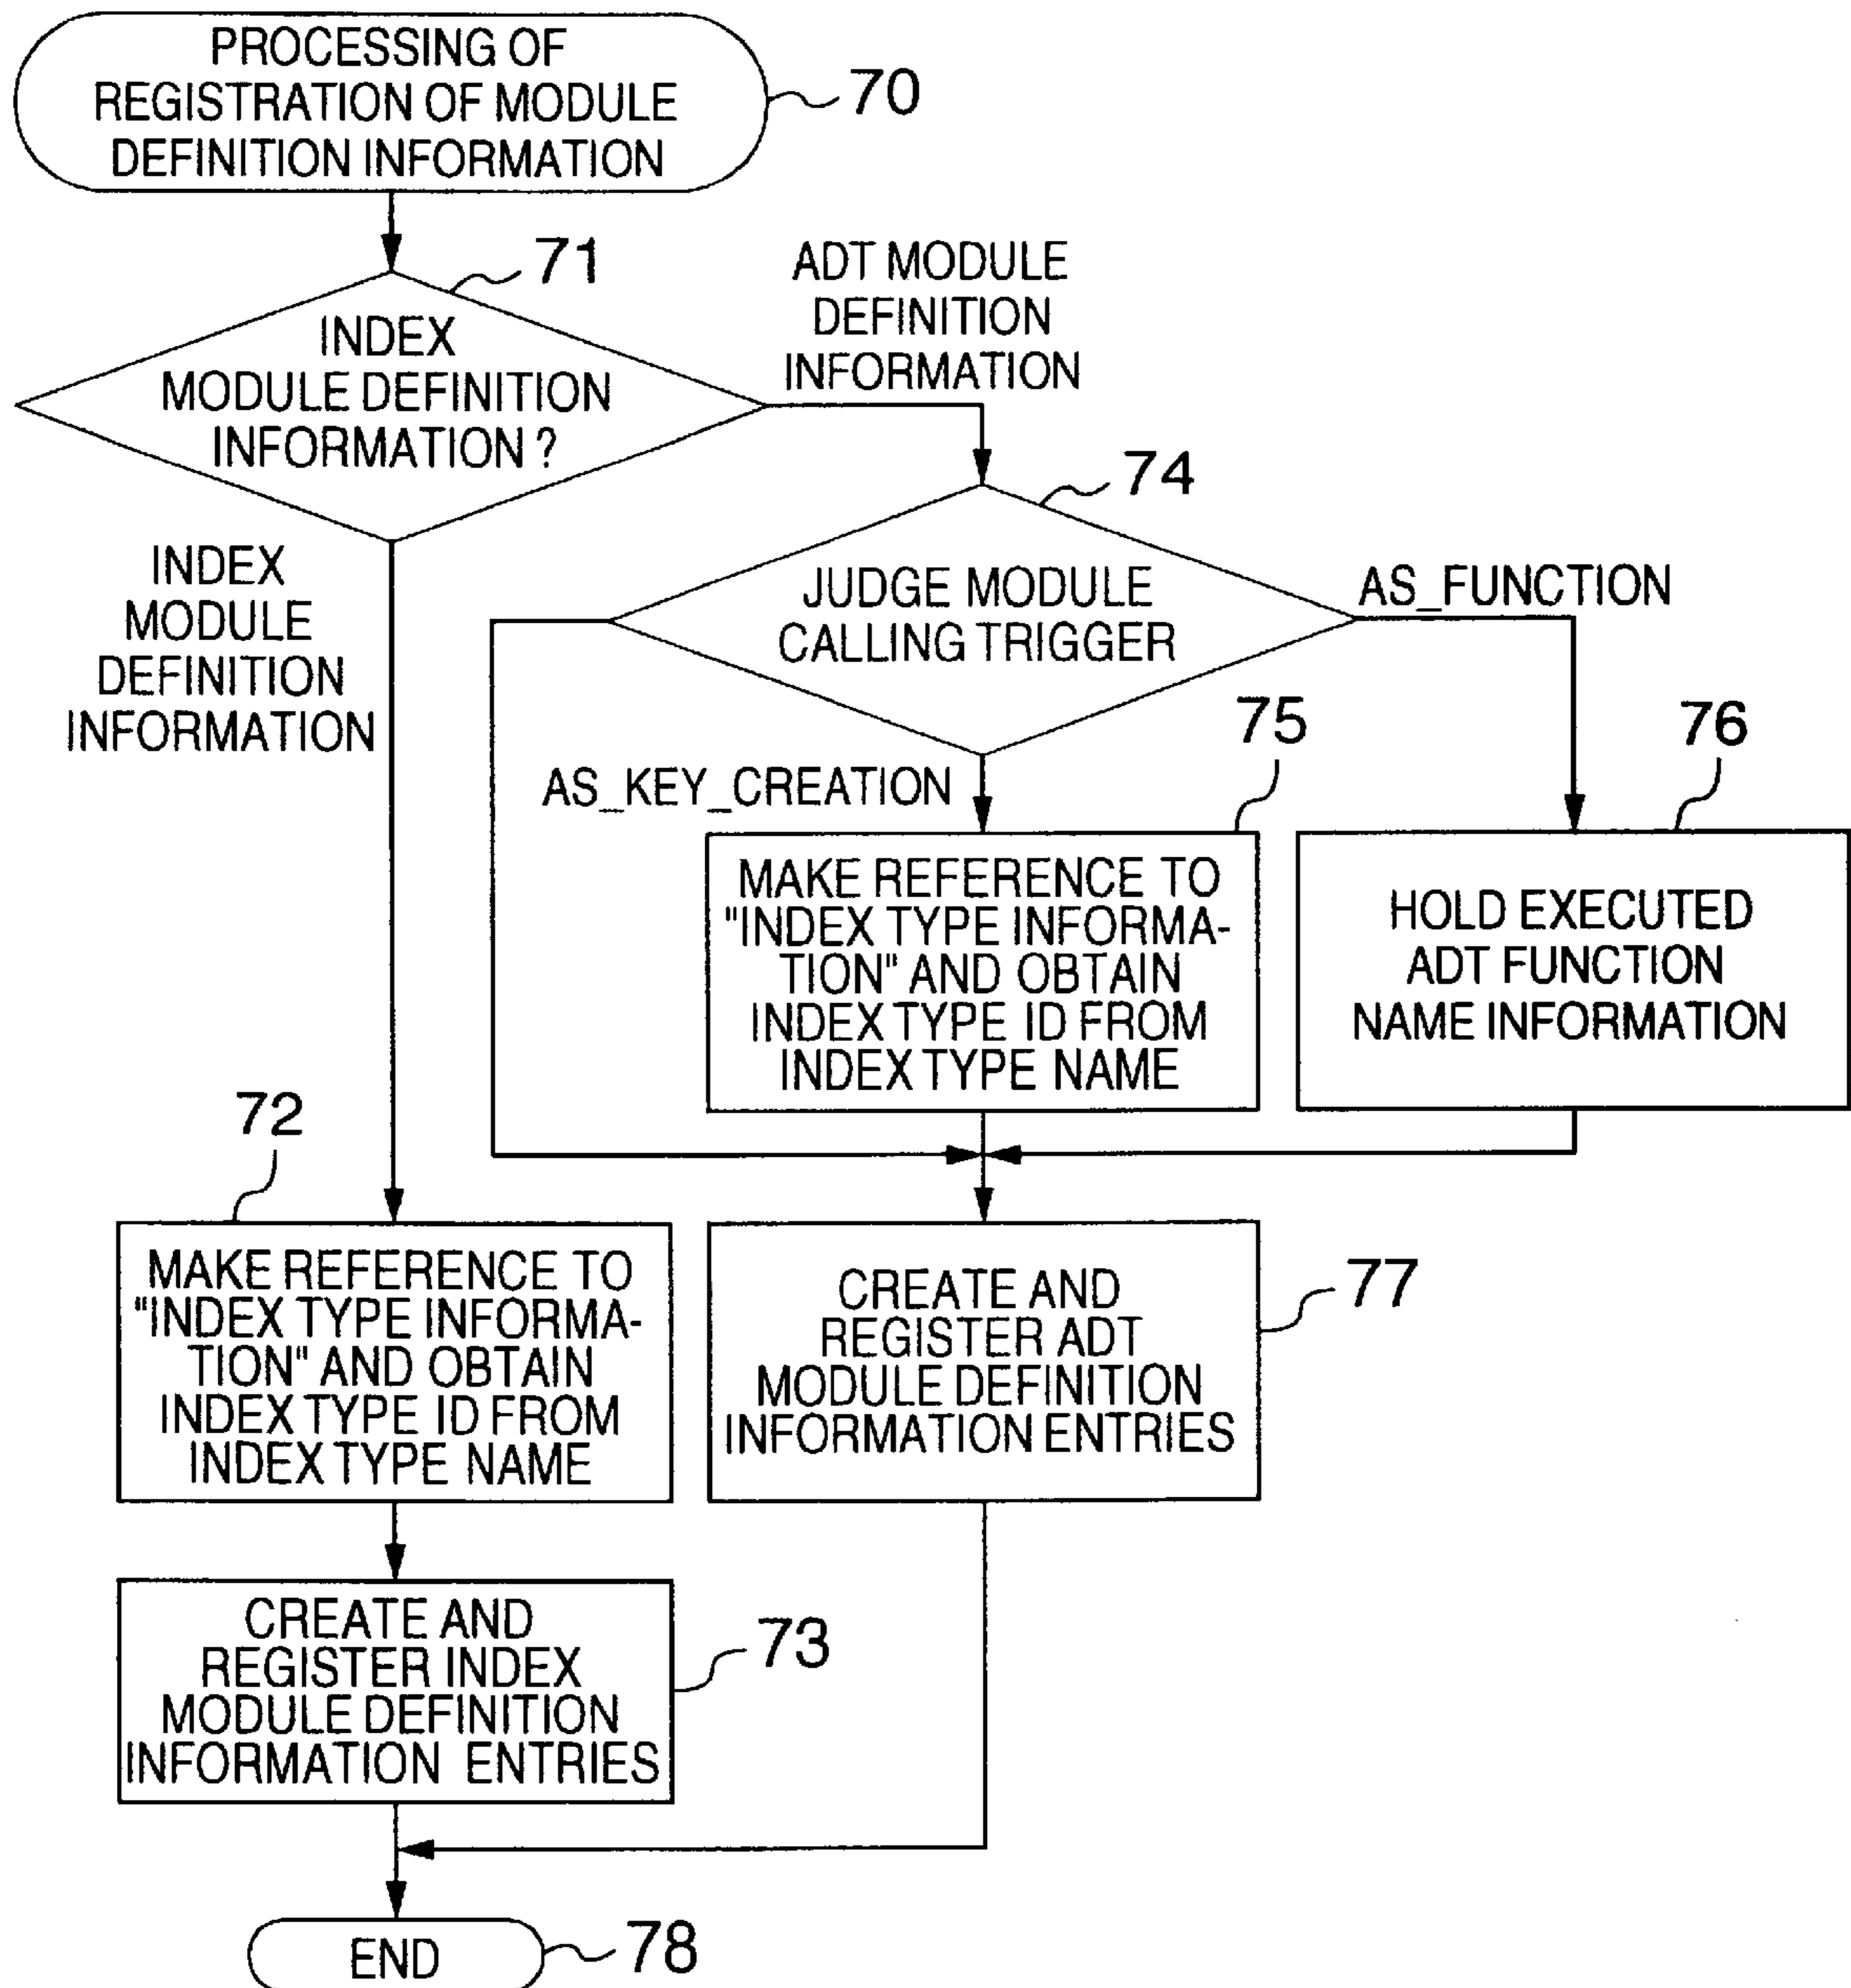 PROCESSING OF
REGISTRATION OF MODULE
DEFINITION INFORMATION
70
71
INDEX
MODULE DEFINITION
INFORMATION ?
ADT MODULE
DEFINITION
INFORMATION
INDEX
MODULE
DEFINITION
INFORMATION
74
JUDGE MODULE
CALLING TRIGGER
AS_FUNCTION
AS_KEY_CREATION
75
MAKE REFERENCE TO
"INDEX TYPE INFORMA-
TION" AND OBTAIN
INDEX TYPE ID FROM
INDEX TYPE NAME
76
HOLD EXECUTED
ADT FUNCTION
NAME INFORMATION
72
MAKE REFERENCE TO
"INDEX TYPE INFORMA-
TION" AND OBTAIN
INDEX TYPE ID FROM
INDEX TYPE NAME
CREATE AND
REGISTER ADT
MODULE DEFINITION
INFORMATION ENTRIES
77
CREATE AND
REGISTER INDEX
MODULE DEFINITION
INFORMATION ENTRIES
73
END
78